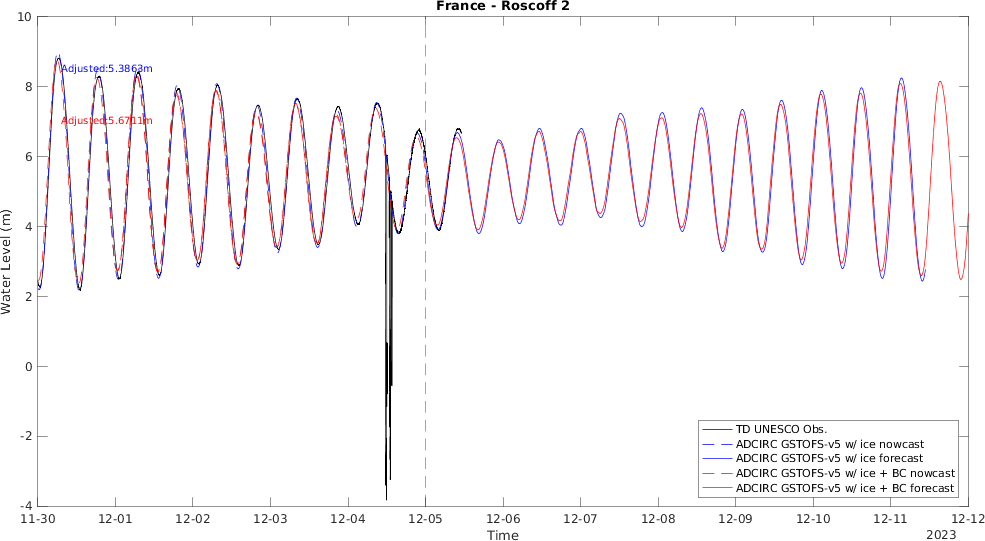 France - Roscoff 2
10
8
6
4
2
0
-2
-4
Water Level (m)
Adjusted:5.3863m
Adjusted:5.6711m
TD UNESCO Obs.
ADCIRC GSTOFS-v5 w/ ice nowcast
ADCIRC GSTOFS-v5 w/ ice forecast
ADCIRC GSTOFS-v5 w/ ice + BC nowcast
ADCIRC GSTOFS-v5 w/ ice + BC forecast
11-30 12-01 12-02 12-03 12-04 12-05 12-06 12-07 12-08 12-09 12-10 12-11 12-12
Time
2023